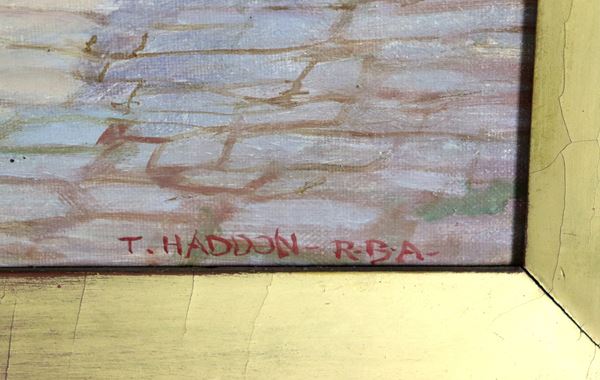 T. HADDON - R.B.A-